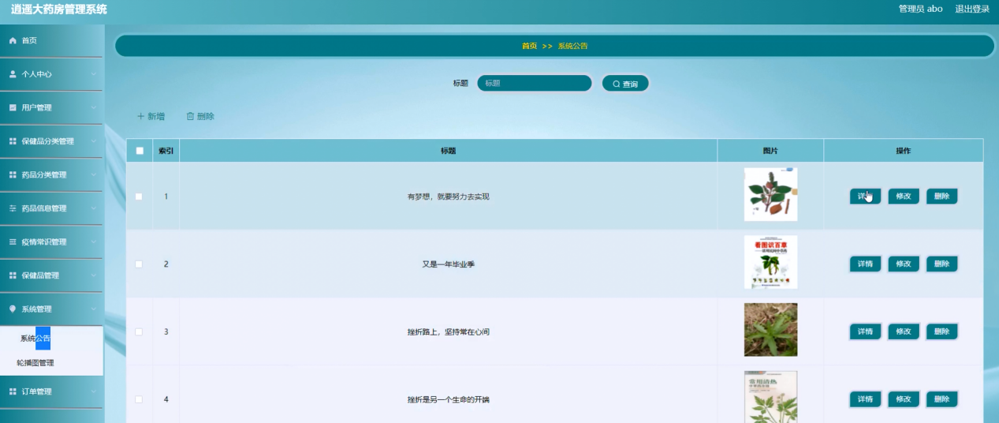 逍遥大药房管理系统
管理员 abo 退出登录
首页
个人中心
用户管理
保健品分类管理
药品分类管理
药品信息管理
疫情常识管理
保健品管理
系统管理
系统公告
轮播图管理
订单管理
首页 >> 系统公告
标题 标题 查询
新增 删除
索引 标题 图片 操作
1 有梦想，就要努力去实现 详情 修改 删除
看图识百草
2 又是一年毕业季 详情 修改 删除
3 挫折路上，坚持常在心间 详情 修改 删除
常用清热
4 挫折是另一个生命的开端 详情 修改 删除